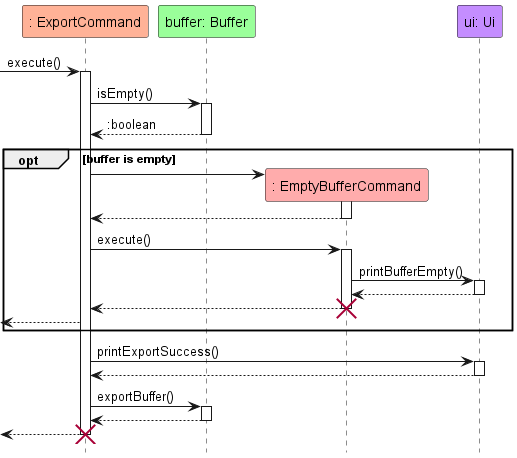 : ExportCommand
buffer: Buffer
ui: Ui
execute()
isEmpty()
:boolean
opt
[buffer is empty]
: EmptyBufferCommand
execute()
printBufferEmpty()
printExportSuccess()
exportBuffer()